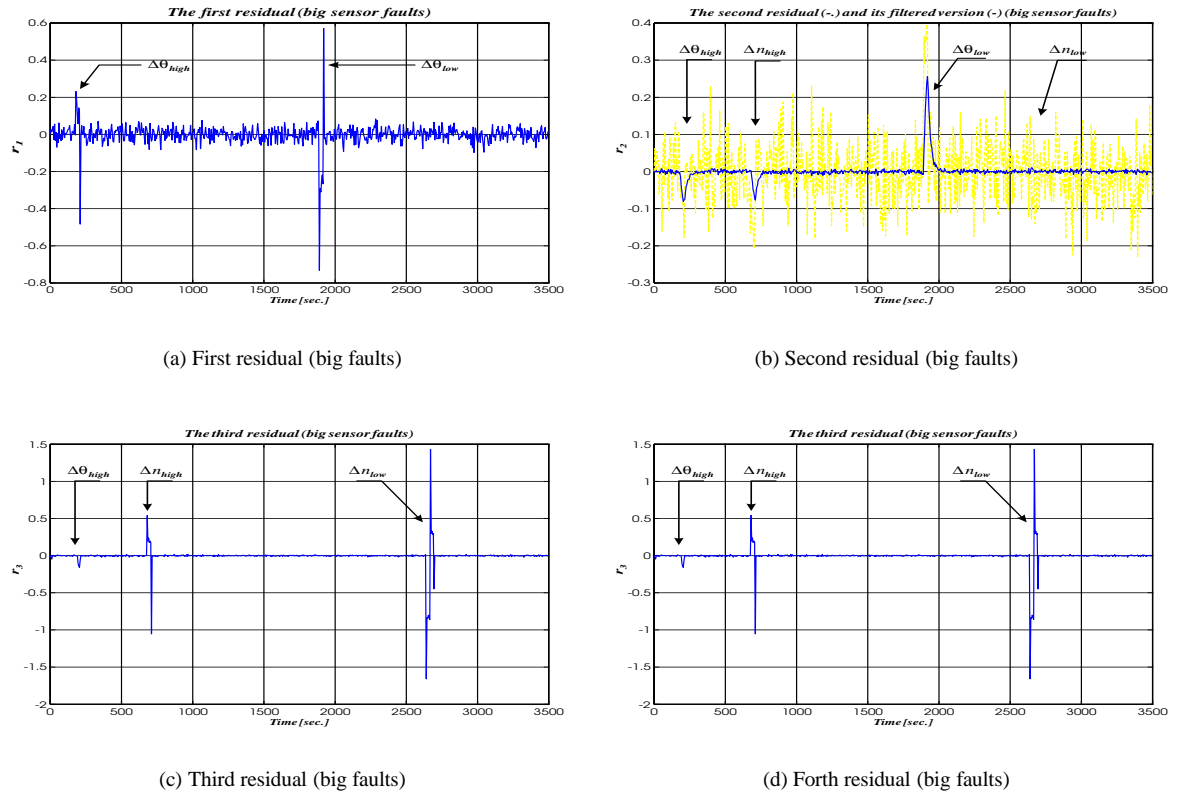 The first residual (big sensor faults)
0.6
0.4
0.2
0
-0.2
-0.4
-0.6
-0.8
r1
Δθhigh
Δθlow
0 500 1000 1500 2000 2500 3000 3500
Time [sec.]
(a) First residual (big faults)
The second residual (-.) and its filtered version (-) (big sensor faults)
0.4
0.3
0.2
0.1
0
-0.1
-0.2
-0.3
r2
Δθhigh
Δnhigh
Δθlow
Δnlow
0 500 1000 1500 2000 2500 3000 3500
Time [sec.]
(b) Second residual (big faults)
The third residual (big sensor faults)
1.5
1
0.5
0
-0.5
-1
-1.5
-2
r3
Δθhigh
Δnhigh
Δnlow
0 500 1000 1500 2000 2500 3000 3500
Time [sec.]
(c) Third residual (big faults)
The third residual (big sensor faults)
1.5
1
0.5
0
-0.5
-1
-1.5
-2
r3
Δθhigh
Δnhigh
Δnlow
0 500 1000 1500 2000 2500 3000 3500
Time [sec.]
(d) Forth residual (big faults)